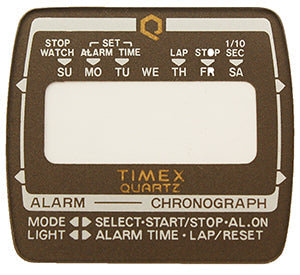 Q
STOP SET 1/10
WATCH ALARM TIME LAP STOP SEC
SU MO TU WE TH FR SA
TIMEX
QUARTZ
ALARM CHRONOGRAPH
MODE SELECT·START/STOP·AL.ON
LIGHT ALARM TIME · LAP/RESET